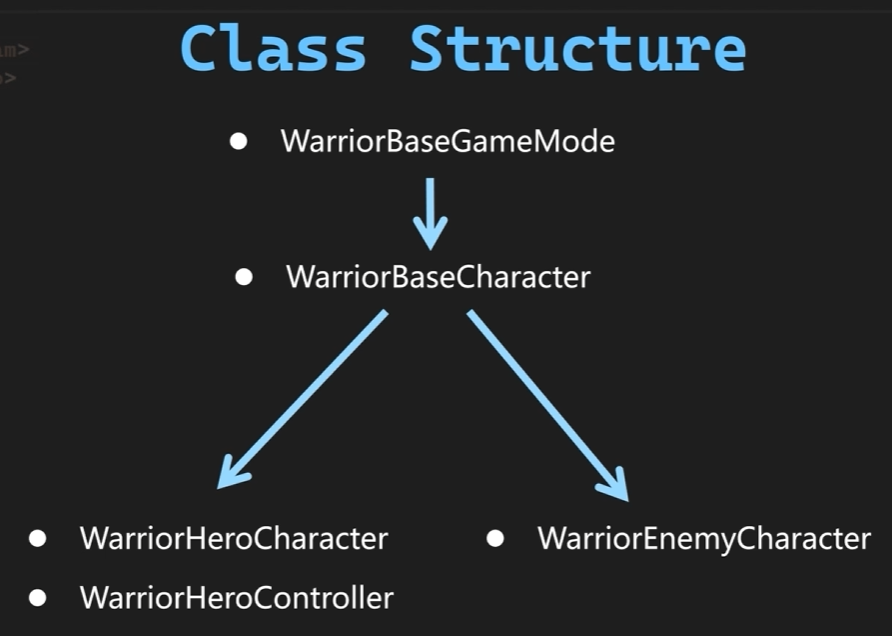 Class Structure
WarriorBaseGameMode
WarriorBaseCharacter
WarriorHeroCharacter
WarriorEnemyCharacter
WarriorHeroController